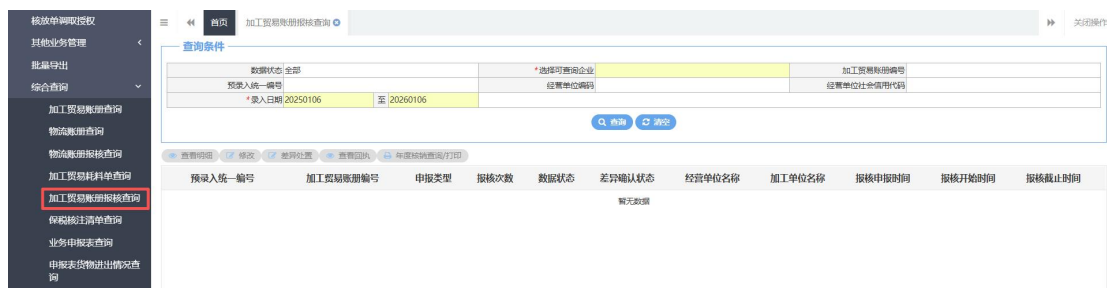 核放单调取授权
首页 加工贸易账册报核查询 关闭操作
其他业务管理
批量导出
综合查询
加工贸易账册查询
物流账册查询
物流账册报核查询
加工贸易耗料单查询
加工贸易账册报核查询
保税核注清单查询
业务申报表查询
申报表货物进出情况查
询
查询条件
数据状态 全部 *选择可查询企业 加工贸易账册编号
预录入统一编号 经营单位编码 经营单位社会信用代码
*录入日期 20250106 至 20260106
查询 清空
查看明细 修改 差异处置 查看回执 年度核销查询/打印
预录入统一编号 加工贸易账册编号 申报类型 报核次数 数据状态 差异确认状态 经营单位名称 加工单位名称 报核申报时间 报核开始时间 报核截止时间
暂无数据